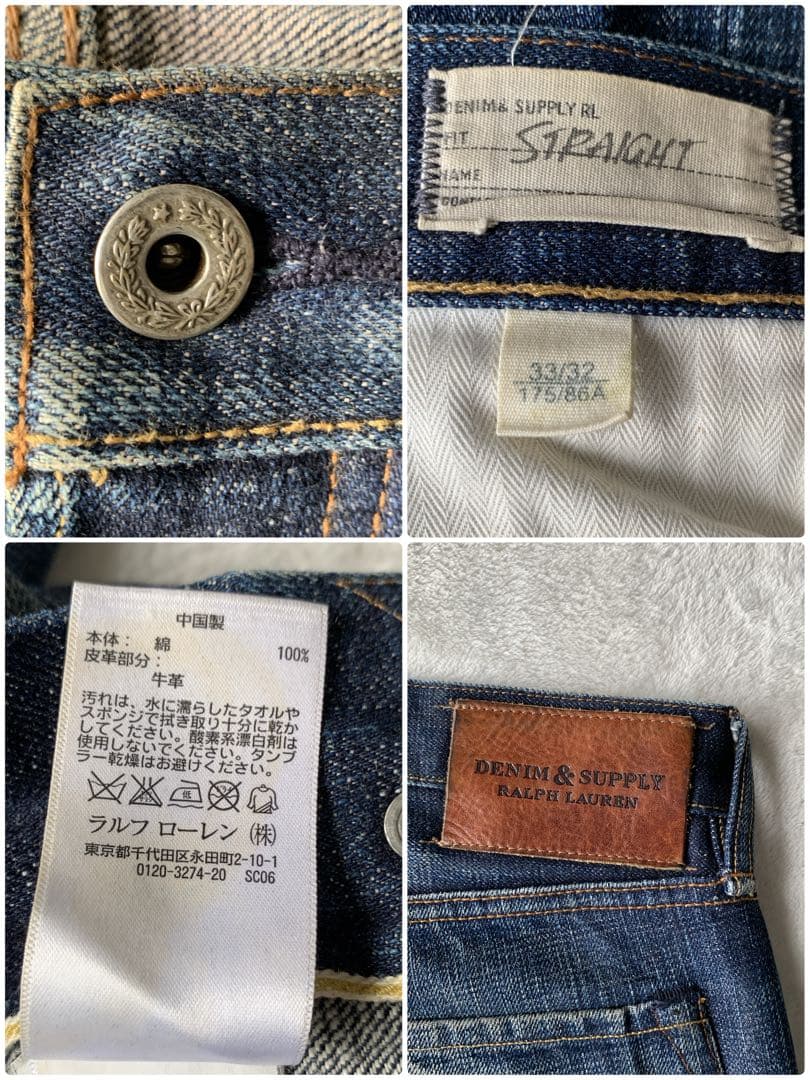 DENIM & SUPPLY RL
FIT STRAIGHT
NAME
33/32
175/86A
中国製
本体： 綿 100%
皮革部分：
牛革
汚れは、水に濡らしたタオルや
スポンジで拭き取り十分に乾か
してください。酸素系漂白剤は
使用しないでください。タンブ
ラー乾燥はお避けください。
低
ラルフ ローレン (株)
東京都千代田区永田町2-10-1
0120-3274-20 SC06
DENIM & SUPPLY
RALPH LAUREN